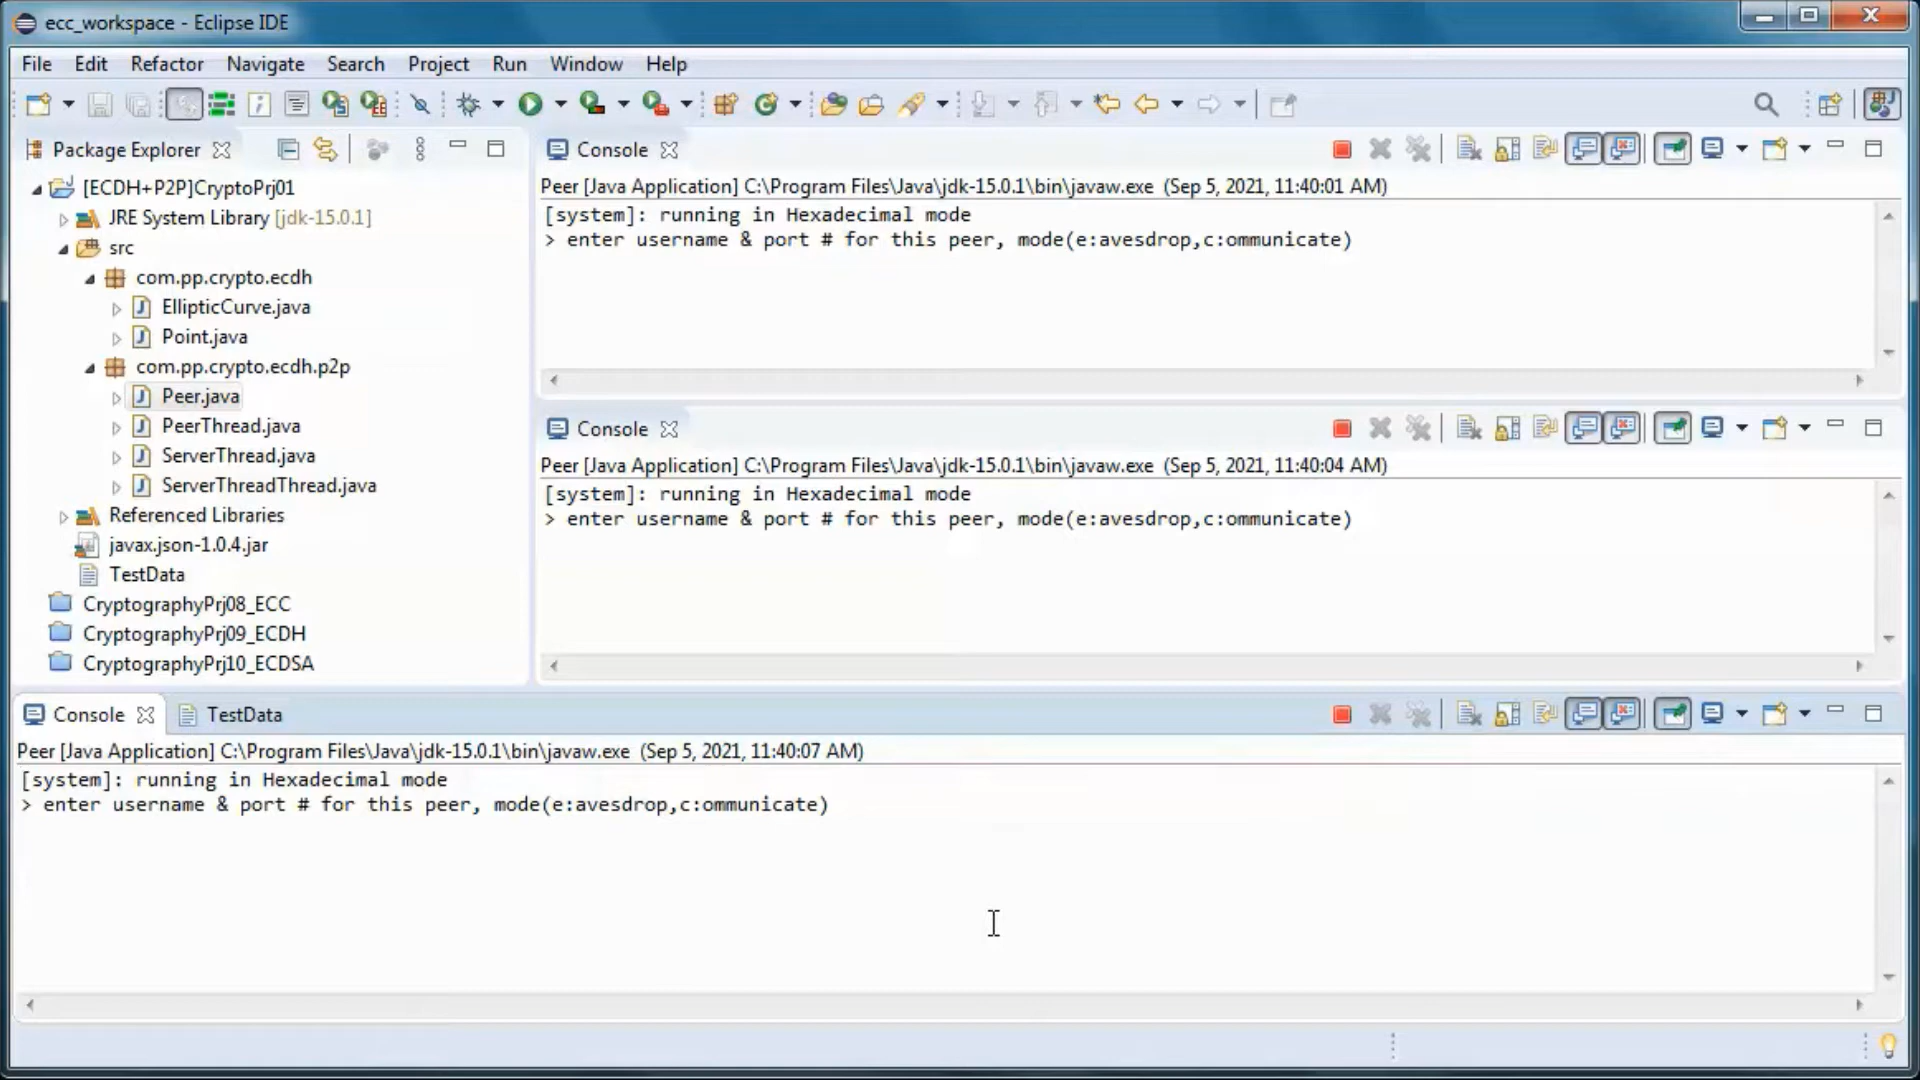 ecc_workspace - Eclipse IDE
File Edit Refactor Navigate Search Project Run Window Help
Package Explorer
[ECDH+P2P]CryptoPrj01
JRE System Library [jdk-15.0.1]
src
com.pp.crypto.ecdh
EllipticCurve.java
Point.java
com.pp.crypto.ecdh.p2p
Peer.java
PeerThread.java
ServerThread.java
ServerThreadThread.java
Referenced Libraries
javax.json-1.0.4.jar
TestData
CryptographyPrj08_ECC
CryptographyPrj09_ECDH
CryptographyPrj10_ECDSA
Console
Peer [Java Application] C:\Program Files\Java\jdk-15.0.1\bin\javaw.exe (Sep 5, 2021, 11:40:01 AM)
[system]: running in Hexadecimal mode
> enter username & port # for this peer, mode(e:avesdrop,c:ommunicate)
Console
Peer [Java Application] C:\Program Files\Java\jdk-15.0.1\bin\javaw.exe (Sep 5, 2021, 11:40:04 AM)
[system]: running in Hexadecimal mode
> enter username & port # for this peer, mode(e:avesdrop,c:ommunicate)
Console TestData
Peer [Java Application] C:\Program Files\Java\jdk-15.0.1\bin\javaw.exe (Sep 5, 2021, 11:40:07 AM)
[system]: running in Hexadecimal mode
> enter username & port # for this peer, mode(e:avesdrop,c:ommunicate)